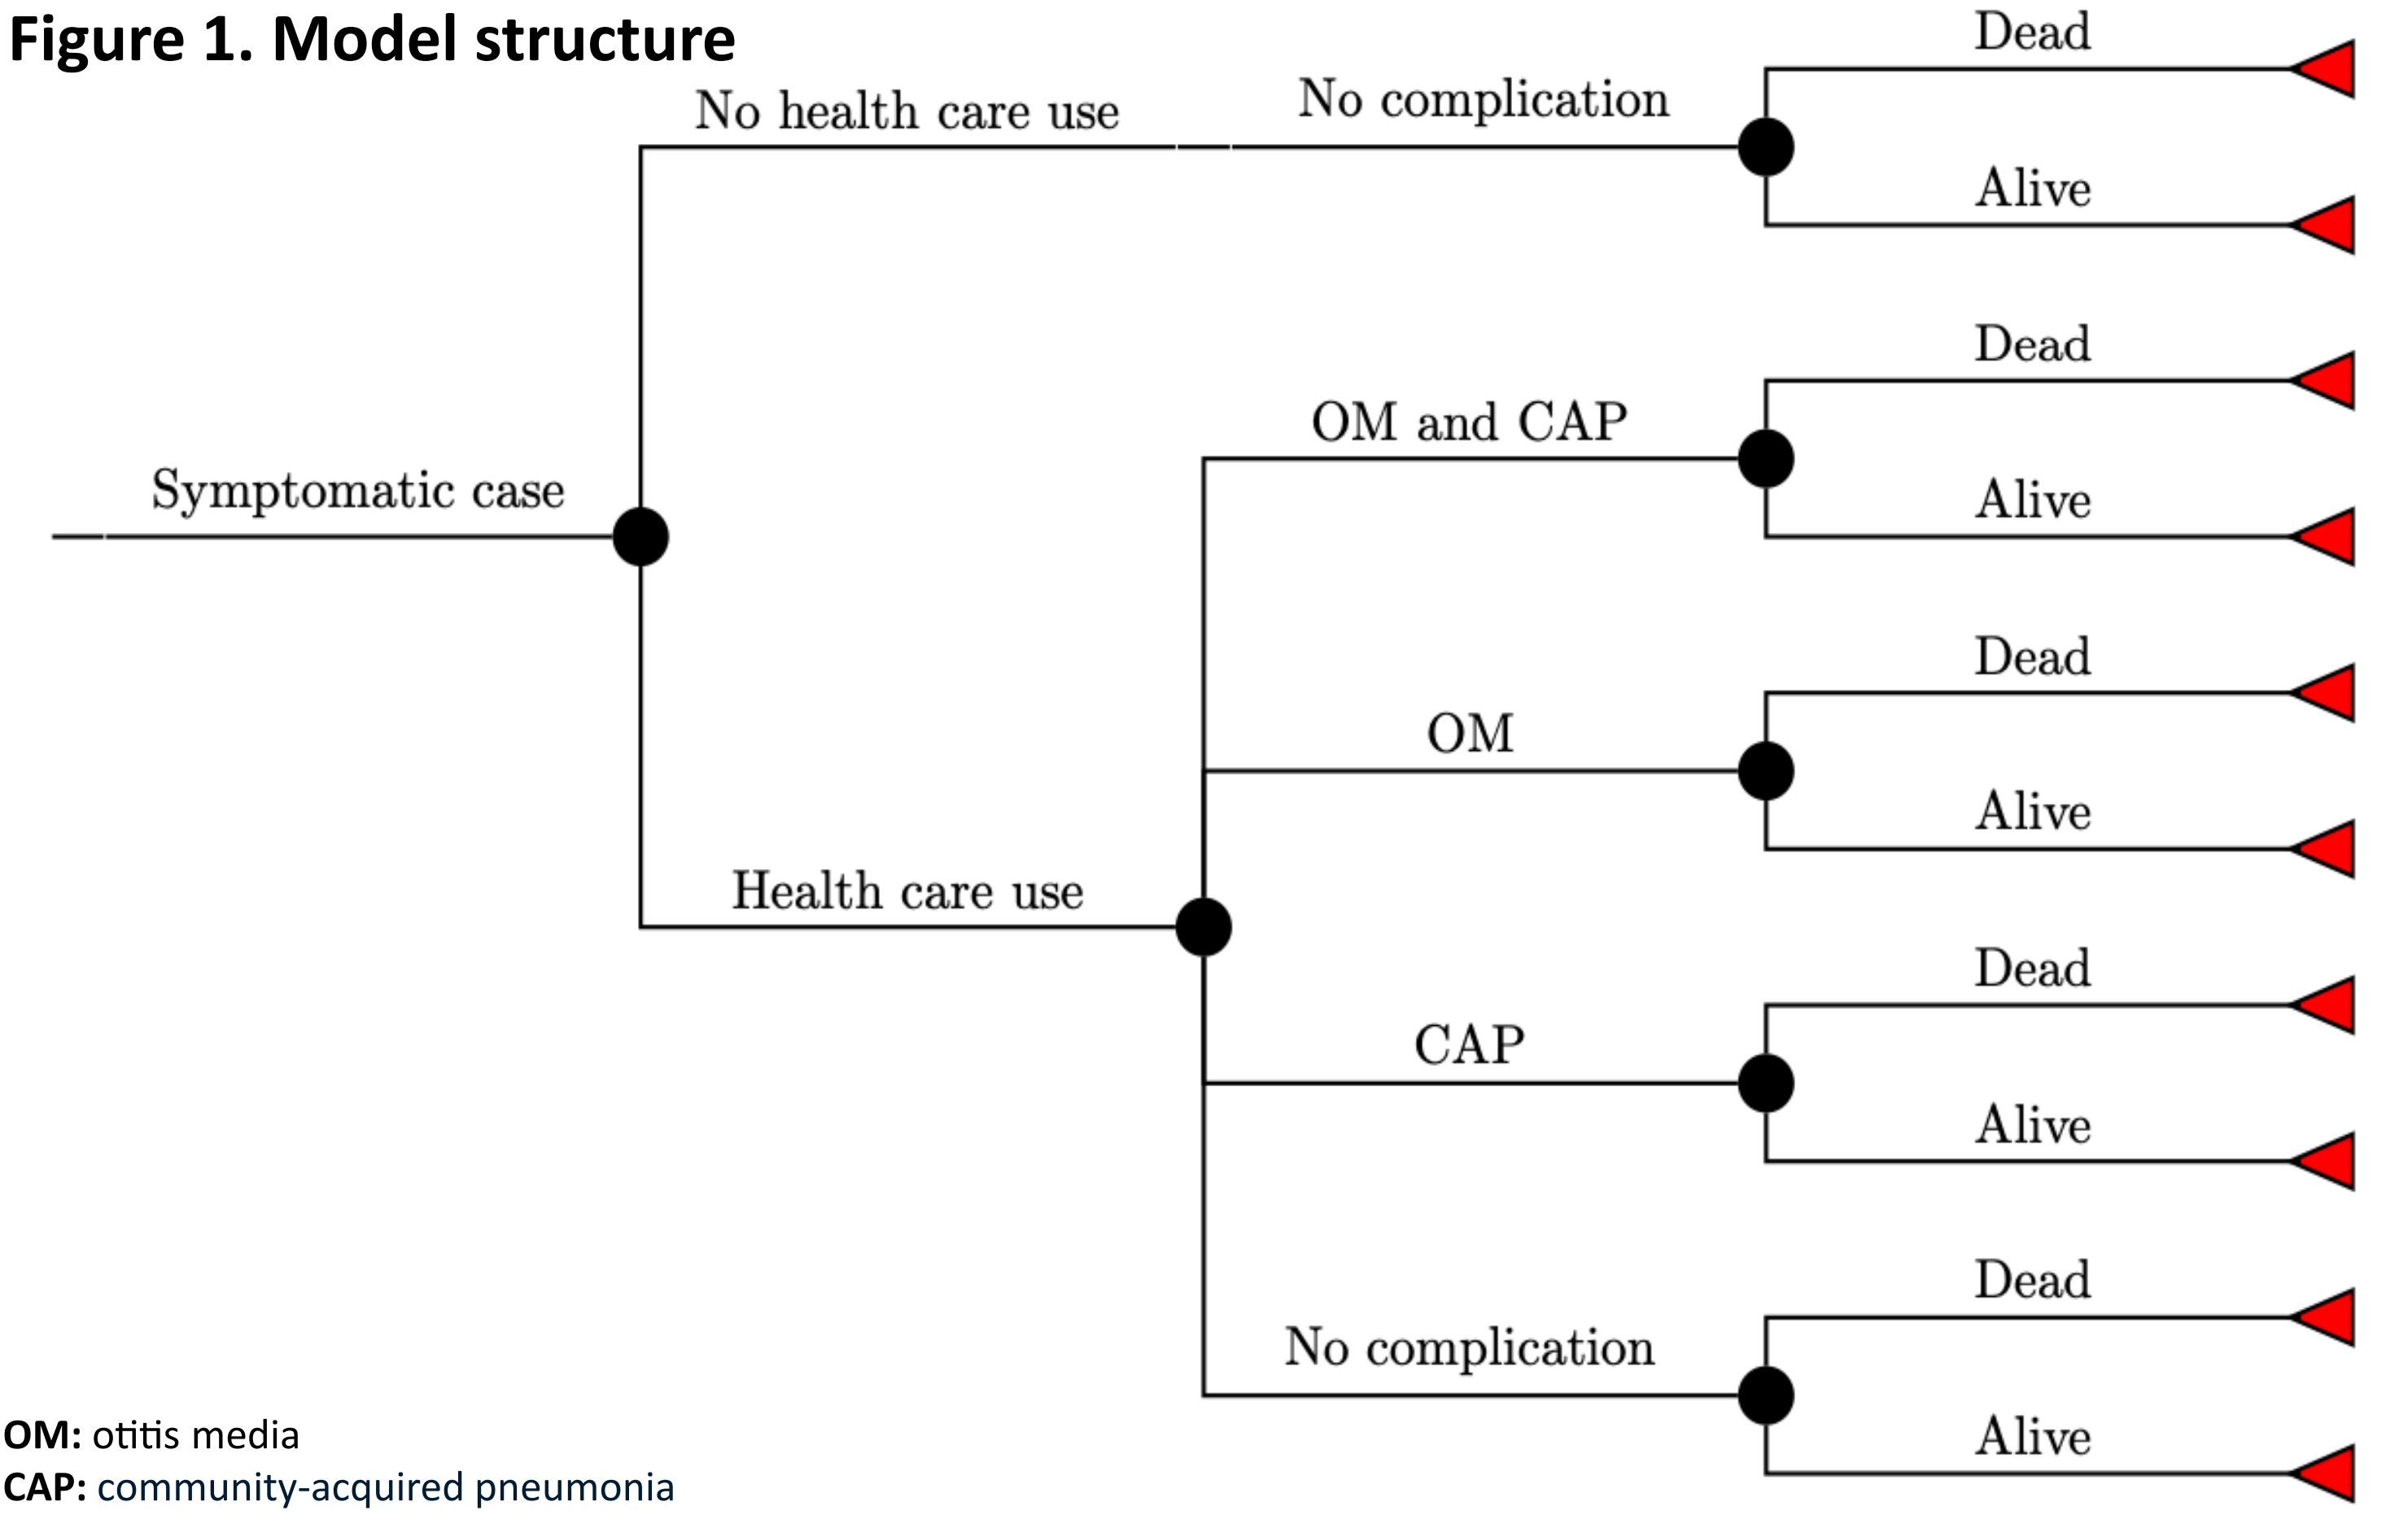 Figure 1. Model structure
Dead
No health care use
No complication
Alive
Dead
OM and CAP
Symptomatic case
Alive
Dead
OM
Alive
Health care use
Dead
CAP
Alive
Dead
No complication
Alive
OM: otitis media
CAP: community-acquired pneumonia